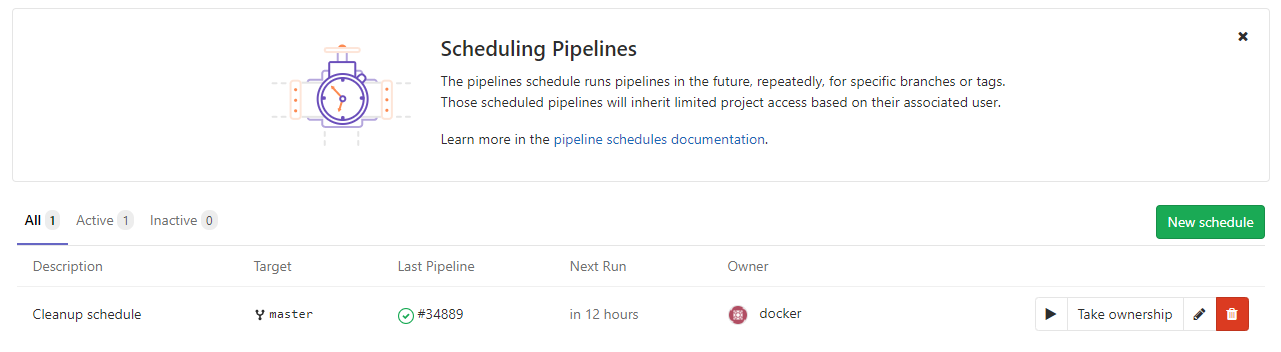 Scheduling Pipelines
The pipelines schedule runs pipelines in the future, repeatedly, for specific branches or tags.
Those scheduled pipelines will inherit limited project access based on their associated user.
Learn more in the pipeline schedules documentation.
All 1 Active 1 Inactive 0 New schedule
Description Target Last Pipeline Next Run Owner
Cleanup schedule master #34889 in 12 hours docker Take ownership